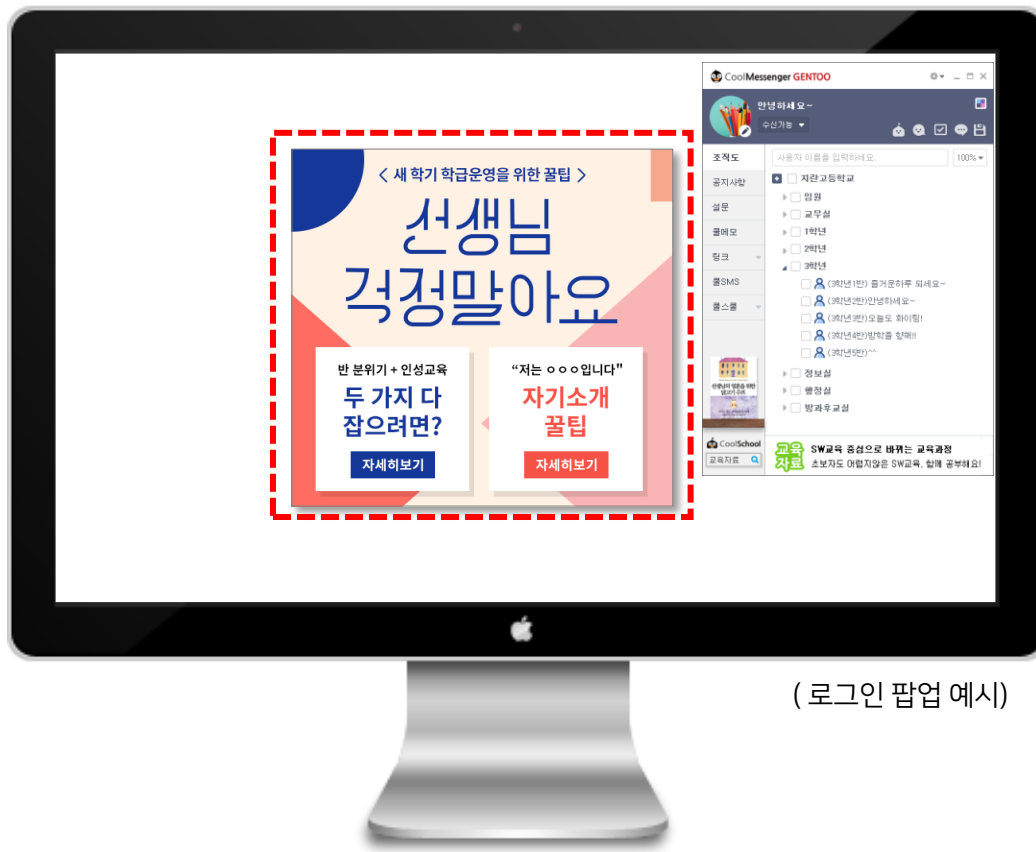 < 새 학기 학급운영을 위한 꿀팁 >
선생님
걱정말아요
반 분위기 + 인성교육
두 가지 다
잡으려면?
자세히보기
“저는 ㅇㅇㅇ입니다"
자기소개
꿀팁
자세히보기
CoolMessenger GENTOO
안녕하세요~
수신가능
조직도
공지사항
설문
쿨메모
링크
쿨SMS
쿨스쿨
사용자 이름을 입력하세요.
100%
지란고등학교
임원
교무실
1학년
2학년
3학년
(3학년1반) 즐거운하루 되세요~
(3학년2반)안녕하세요~
(3학년3반)오늘도 화이팅!
(3학년4반)방학을 향해!!
(3학년5반)^^
정보실
행정실
방과우교실
CoolSchool
교육자료
교육
자료
SW교육 중심으로 바뀌는 교육과정
초보자도 어렵지않은 SW교육, 함께 공부해요!
( 로그인 팝업 예시)